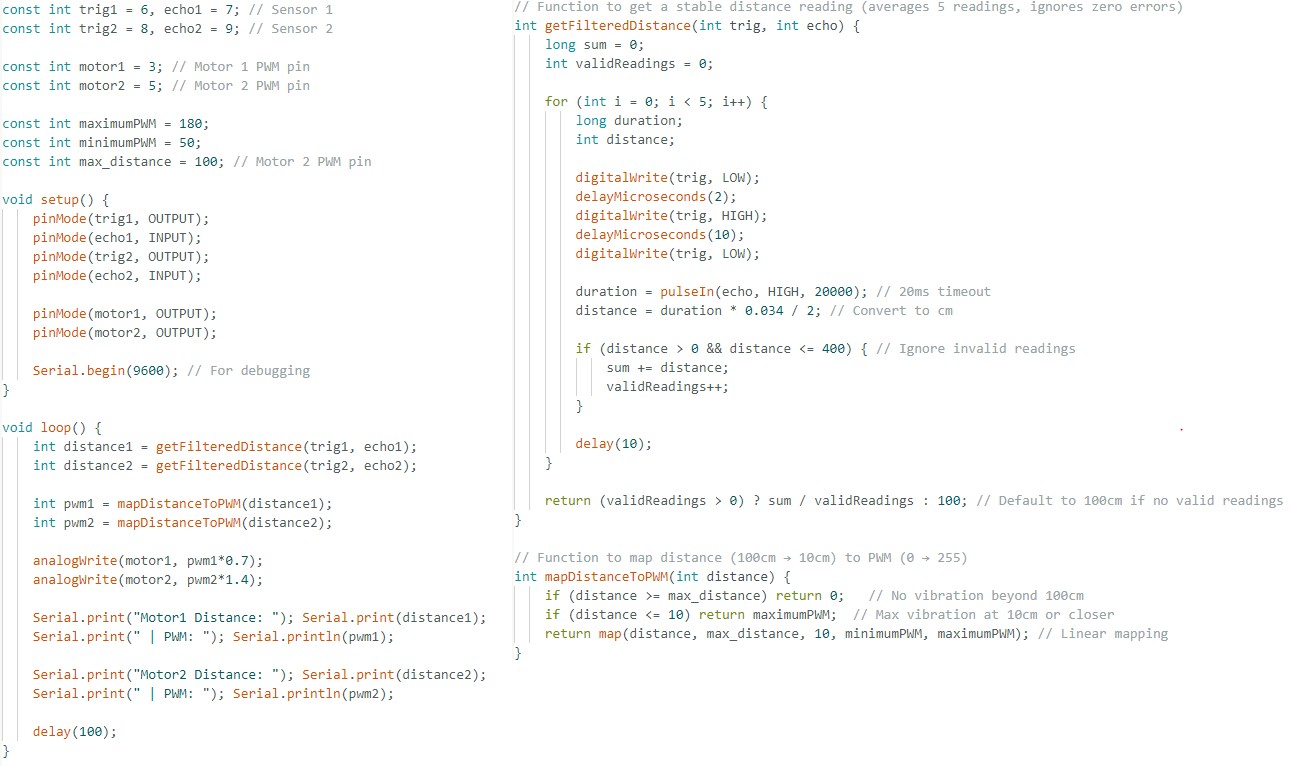 const int trig1 = 6, echo1 = 7; // Sensor 1
const int trig2 = 8, echo2 = 9; // Sensor 2
const int motor1 = 3; // Motor 1 PWM pin
const int motor2 = 5; // Motor 2 PWM pin
const int maximumPWM = 180;
const int minimumPWM = 50;
const int max_distance = 100; // Motor 2 PWM pin
void setup() {
pinMode(trig1, OUTPUT);
pinMode(echo1, INPUT);
pinMode(trig2, OUTPUT);
pinMode(echo2, INPUT);
pinMode(motor1, OUTPUT);
pinMode(motor2, OUTPUT);
Serial.begin(9600); // For debugging
}
void loop() {
int distance1 = getFilteredDistance(trig1, echo1);
int distance2 = getFilteredDistance(trig2, echo2);
int pwm1 = mapDistanceToPWM(distance1);
int pwm2 = mapDistanceToPWM(distance2);
analogWrite(motor1, pwm1*0.7);
analogWrite(motor2, pwm2*1.4);
Serial.print("Motor1 Distance: "); Serial.print(distance1);
Serial.print(" | PWM: "); Serial.println(pwm1);
Serial.print("Motor2 Distance: "); Serial.print(distance2);
Serial.print(" | PWM: "); Serial.println(pwm2);
delay(100);
}
// Function to get a stable distance reading (averages 5 readings, ignores zero errors)
int getFilteredDistance(int trig, int echo) {
long sum = 0;
int validReadings = 0;
for (int i = 0; i < 5; i++) {
long duration;
int distance;
digitalWrite(trig, LOW);
delayMicroseconds(2);
digitalWrite(trig, HIGH);
delayMicroseconds(10);
digitalWrite(trig, LOW);
duration = pulseIn(echo, HIGH, 20000); // 20ms timeout
distance = duration * 0.034 / 2; // Convert to cm
if (distance > 0 && distance <= 400) { // Ignore invalid readings
sum += distance;
validReadings++;
}
delay(10);
}
return (validReadings > 0) ? sum / validReadings : 100; // Default to 100cm if no valid readings
}
// Function to map distance (100cm → 10cm) to PWM (0 → 255)
int mapDistanceToPWM(int distance) {
if (distance >= max_distance) return 0; // No vibration beyond 100cm
if (distance <= 10) return maximumPWM; // Max vibration at 10cm or closer
return map(distance, max_distance, 10, minimumPWM, maximumPWM); // Linear mapping
}